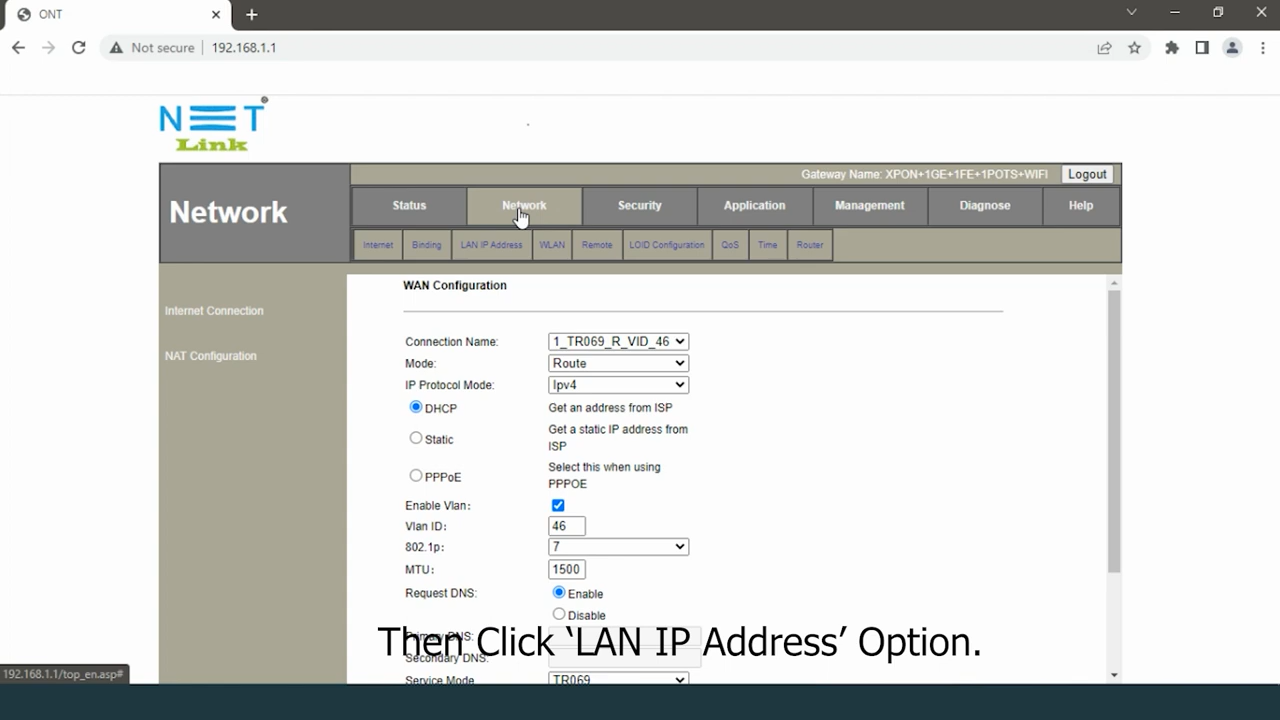 ONT
Not secure 192.168.1.1
NET
Link
Gateway Name: XPON+1GE+1FE+1POTS+WIFI Logout
Network
Status Network Security Application Management Diagnose Help
Internet Binding LAN IP Address WLAN Remote LOID Configuration QoS Time Router
Internet Connection
NAT Configuration
WAN Configuration
Connection Name: 1_TR069_R_VID_46
Mode: Route
IP Protocol Mode: Ipv4
DHCP Get an address from ISP
Static Get a static IP address from
ISP
PPPoE Select this when using
PPPOE
Enable Vlan:
Vlan ID: 46
802.1p: 7
MTU: 1500
Request DNS: Enable
Disable
Primary DNS:
Then Click ‘LAN IP Address’ Option.
Secondary DNS:
Service Mode TR069
192.168.1.1/top_en.asp#